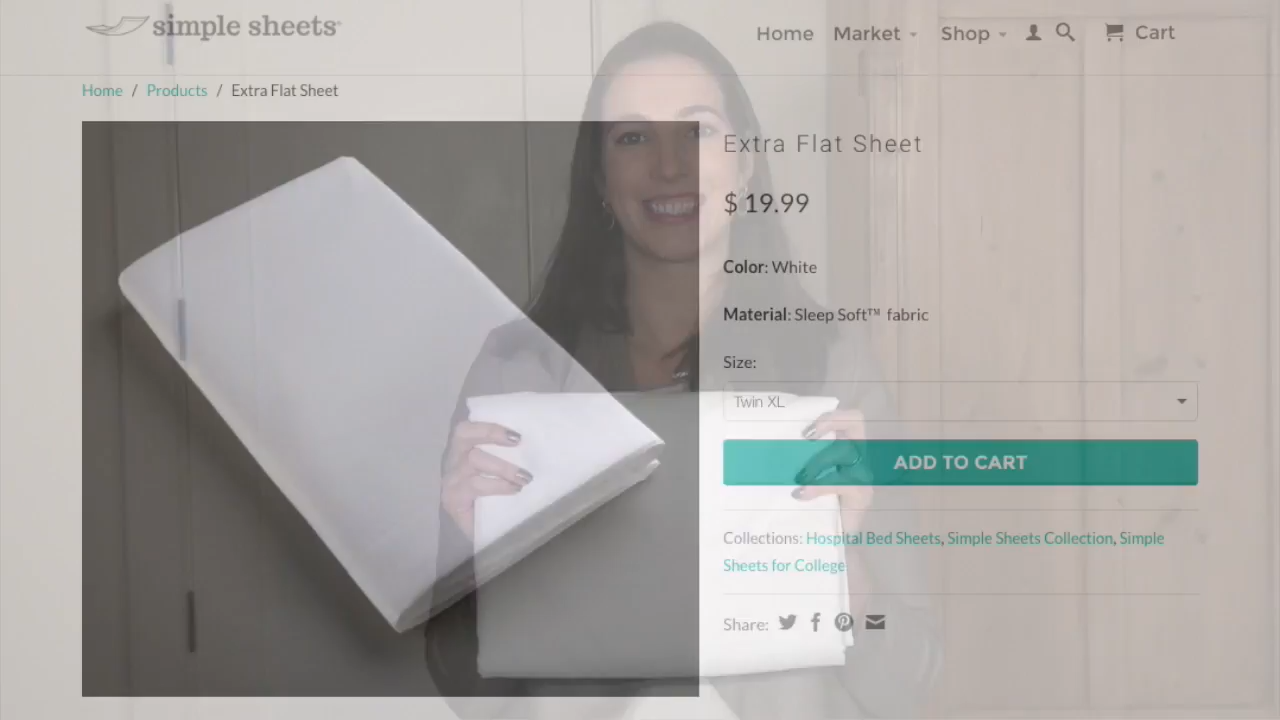 simple sheets
Home Market Shop Cart
Home / Products / Extra Flat Sheet
Extra Flat Sheet
$ 19.99
Color: White
Material: Sleep Soft™ fabric
Size:
Twin XL
ADD TO CART
Collections: Hospital Bed Sheets, Simple Sheets Collection, Simple
Sheets for College
Share: